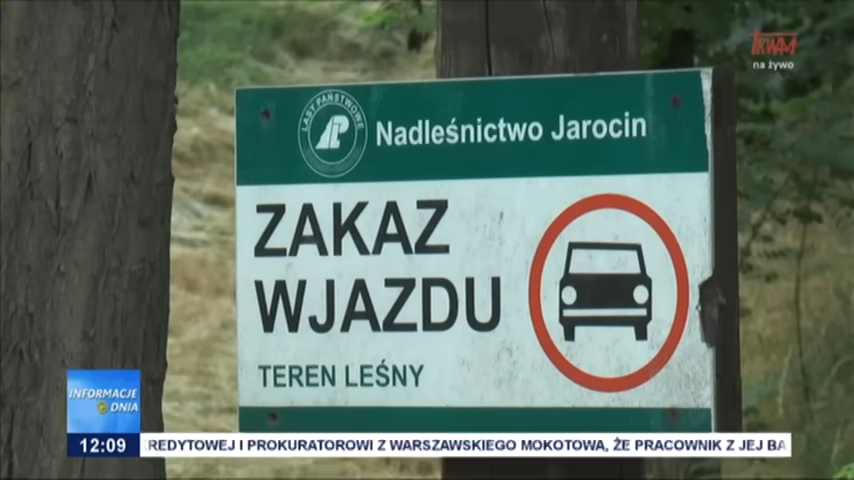 TRWAM
na żywo
LASY PAŃSTWOWE
Nadleśnictwo Jarocin
ZAKAZ
WJAZDU
TEREN LEŚNY
INFORMACJE
DNIA
12:09
REDYTOWEJ I PROKURATOROWI Z WARSZAWSKIEGO MOKOTOWA, ŻE PRACOWNIK Z JEJ BA